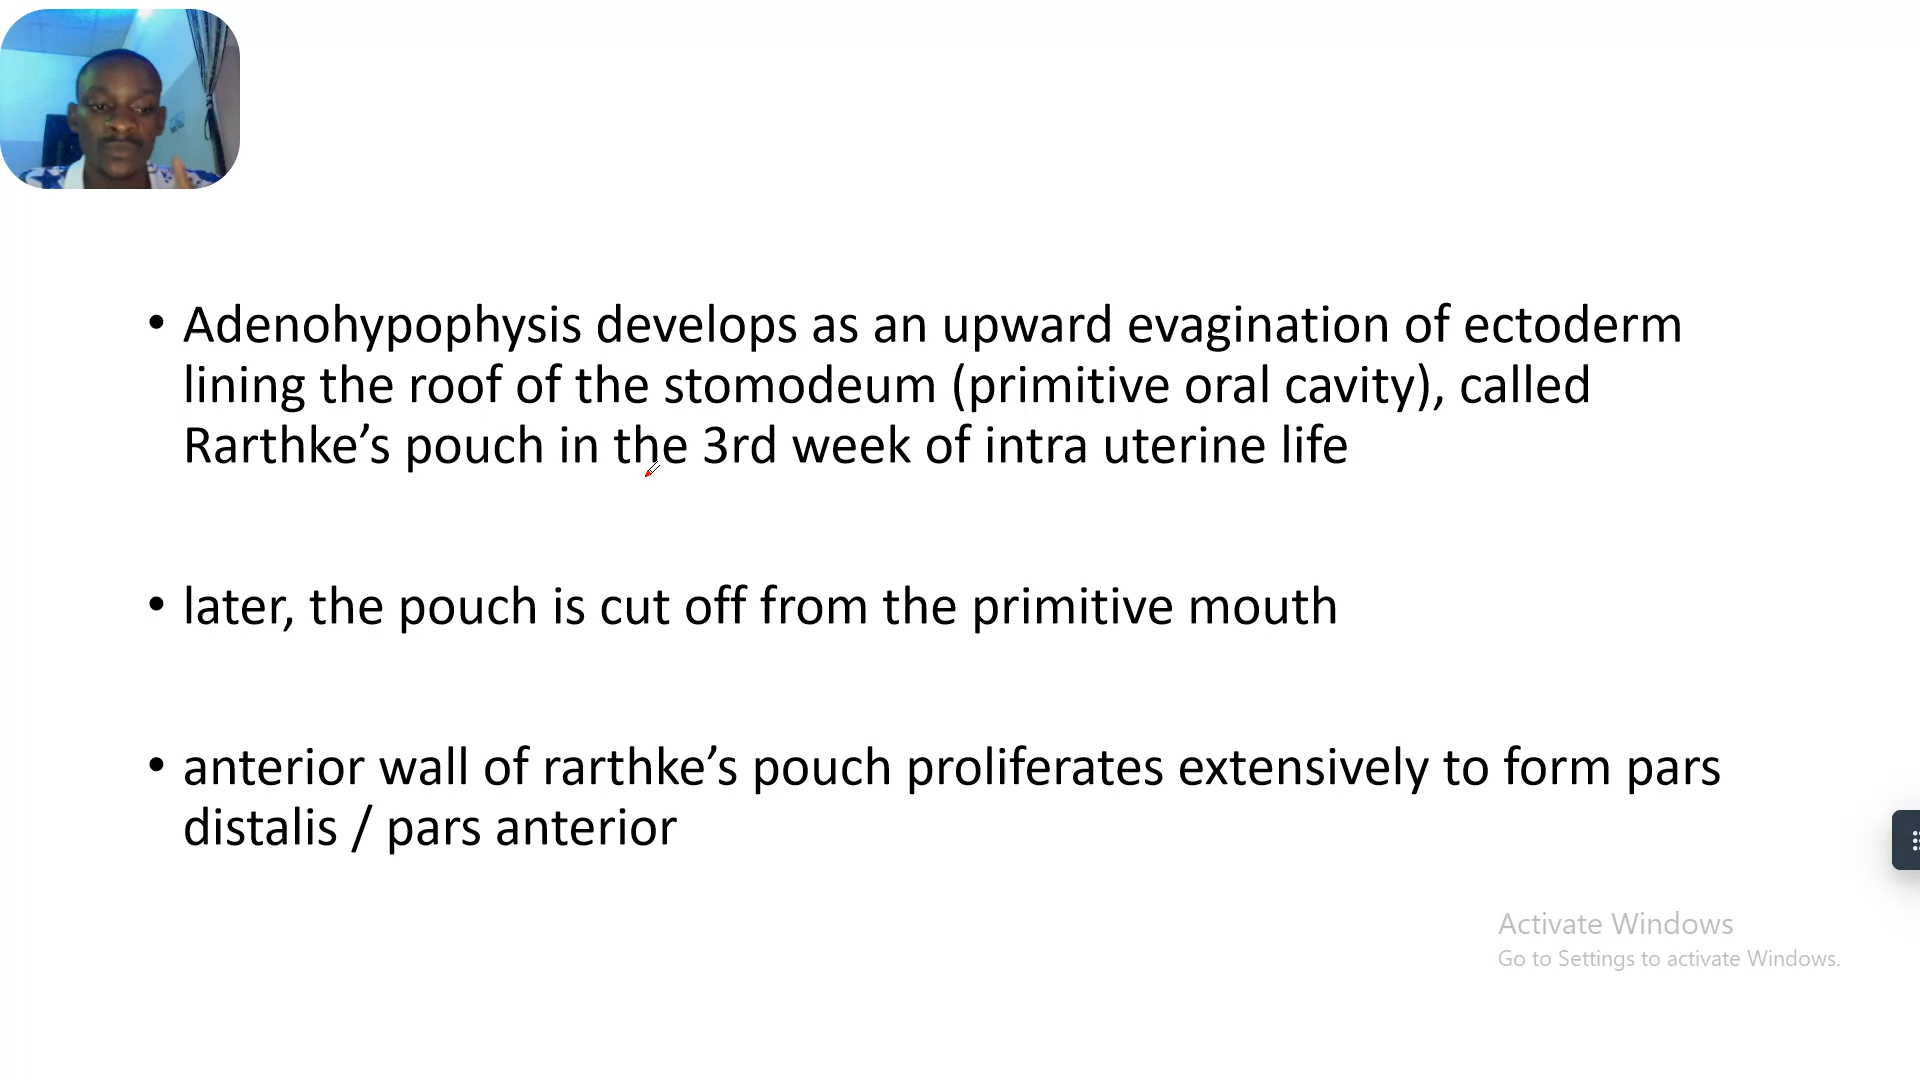 • Adenohypophysis develops as an upward evagination of ectoderm
lining the roof of the stomodeum (primitive oral cavity), called
Rarthke’s pouch in the 3rd week of intra uterine life
• later, the pouch is cut off from the primitive mouth
• anterior wall of rarthke’s pouch proliferates extensively to form pars
distalis / pars anterior
Activate Windows
Go to Settings to activate Windows.